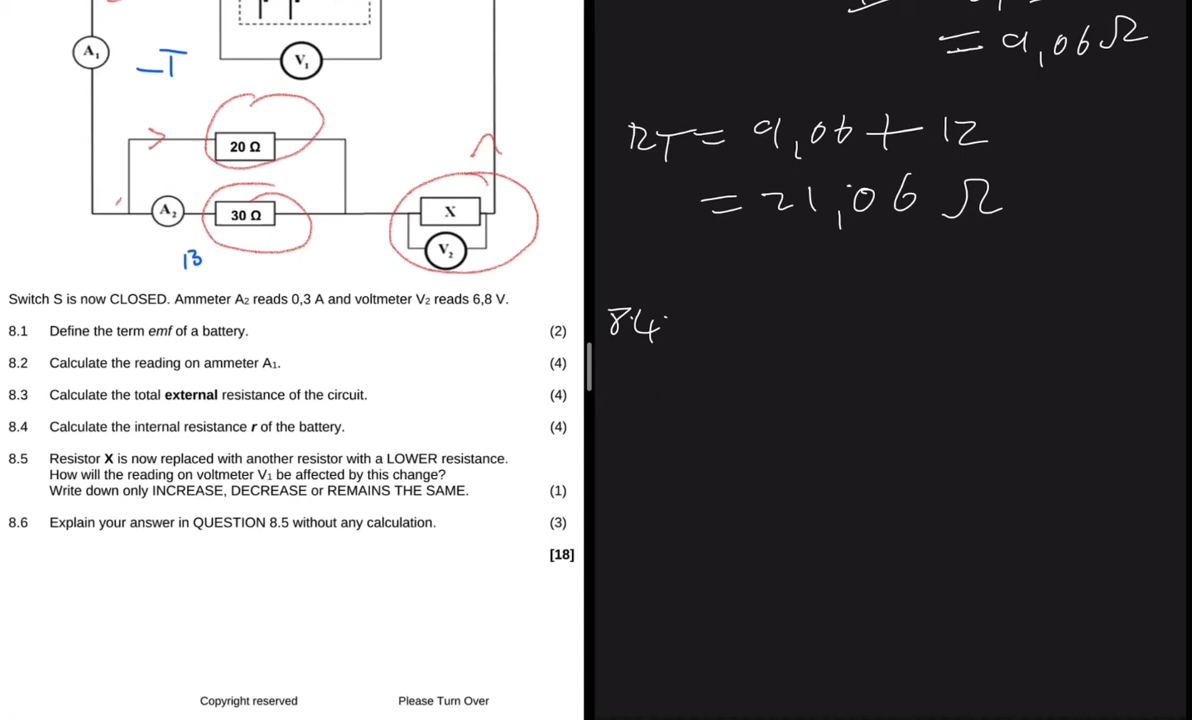 = 9,06 Ω
A1
-T
V1
20 Ω
RT = 9,06 + 12
= 21,06 Ω
A2
30 Ω
X
V2
13
Switch S is now CLOSED. Ammeter A2 reads 0,3 A and voltmeter V2 reads 6,8 V.
8.1 Define the term emf of a battery. (2)
8.4
8.2 Calculate the reading on ammeter A1. (4)
8.3 Calculate the total external resistance of the circuit. (4)
8.4 Calculate the internal resistance r of the battery. (4)
8.5 Resistor X is now replaced with another resistor with a LOWER resistance.
How will the reading on voltmeter V1 be affected by this change?
Write down only INCREASE, DECREASE or REMAINS THE SAME. (1)
8.6 Explain your answer in QUESTION 8.5 without any calculation. (3)
[18]
Copyright reserved Please Turn Over